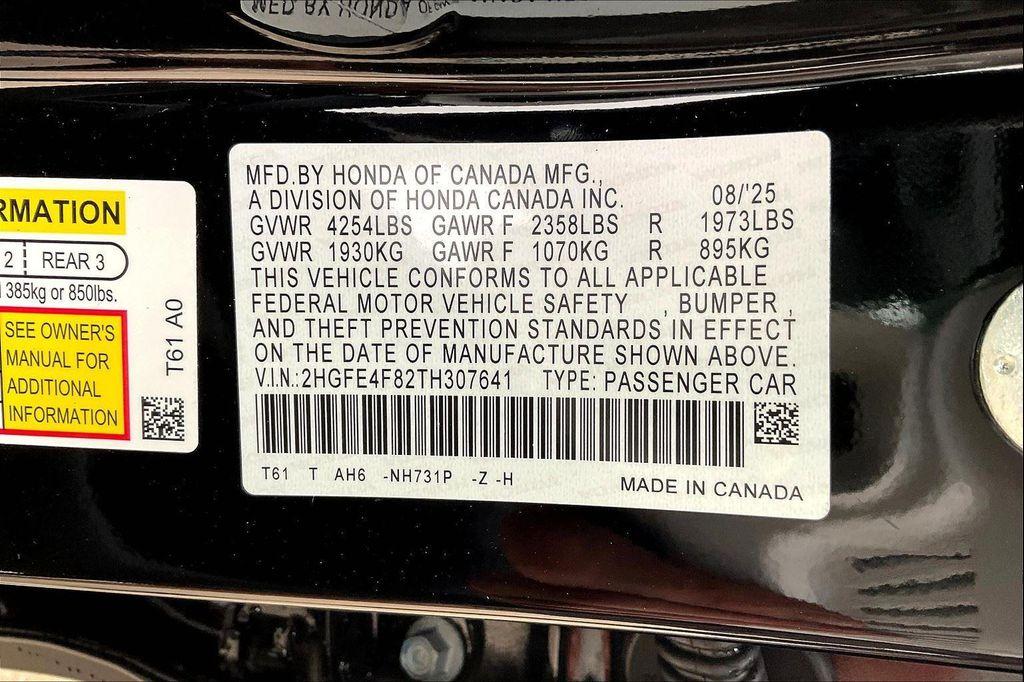 MFD.BY HONDA OF CANADA MFG.,
A DIVISION OF HONDA CANADA INC. 08/'25
GVWR 4254LBS GAWR F 2358LBS R 1973LBS
GVWR 1930KG GAWR F 1070KG R 895KG
THIS VEHICLE CONFORMS TO ALL APPLICABLE
FEDERAL MOTOR VEHICLE SAFETY , BUMPER ,
AND THEFT PREVENTION STANDARDS IN EFFECT
ON THE DATE OF MANUFACTURE SHOWN ABOVE.
V.I.N.:2HGFE4F82TH307641 TYPE: PASSENGER CAR
T61 T AH6 -NH731P -Z -H
MADE IN CANADA
RMATION
2 REAR 3
385kg or 850lbs.
SEE OWNER'S
MANUAL FOR
ADDITIONAL
INFORMATION
T61 A0